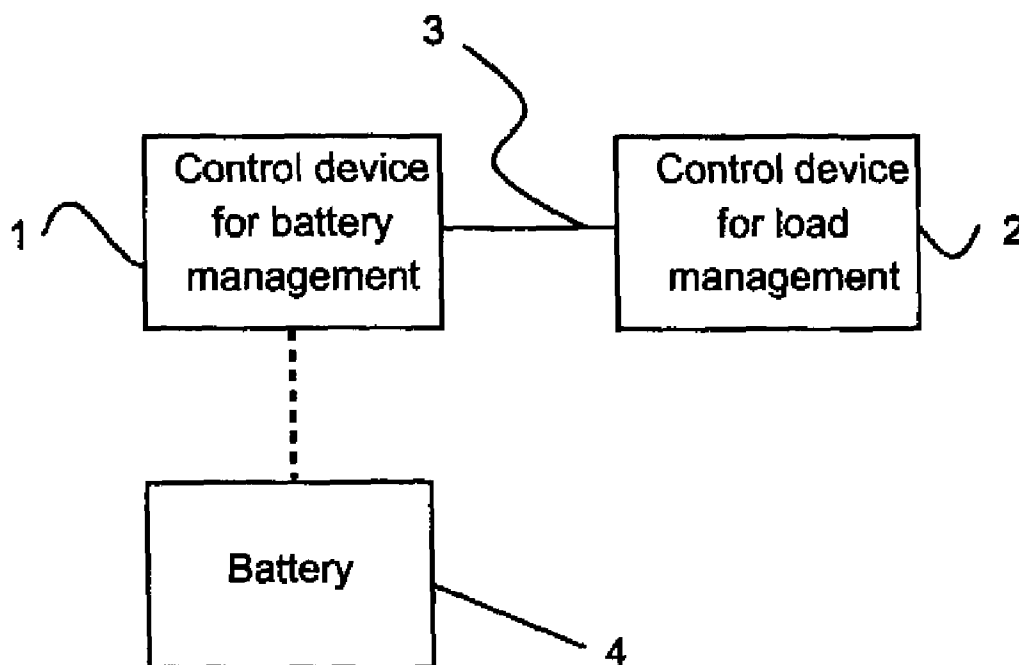 3
Control device
for battery
management
Control device
for load
management
1
2
Battery
4